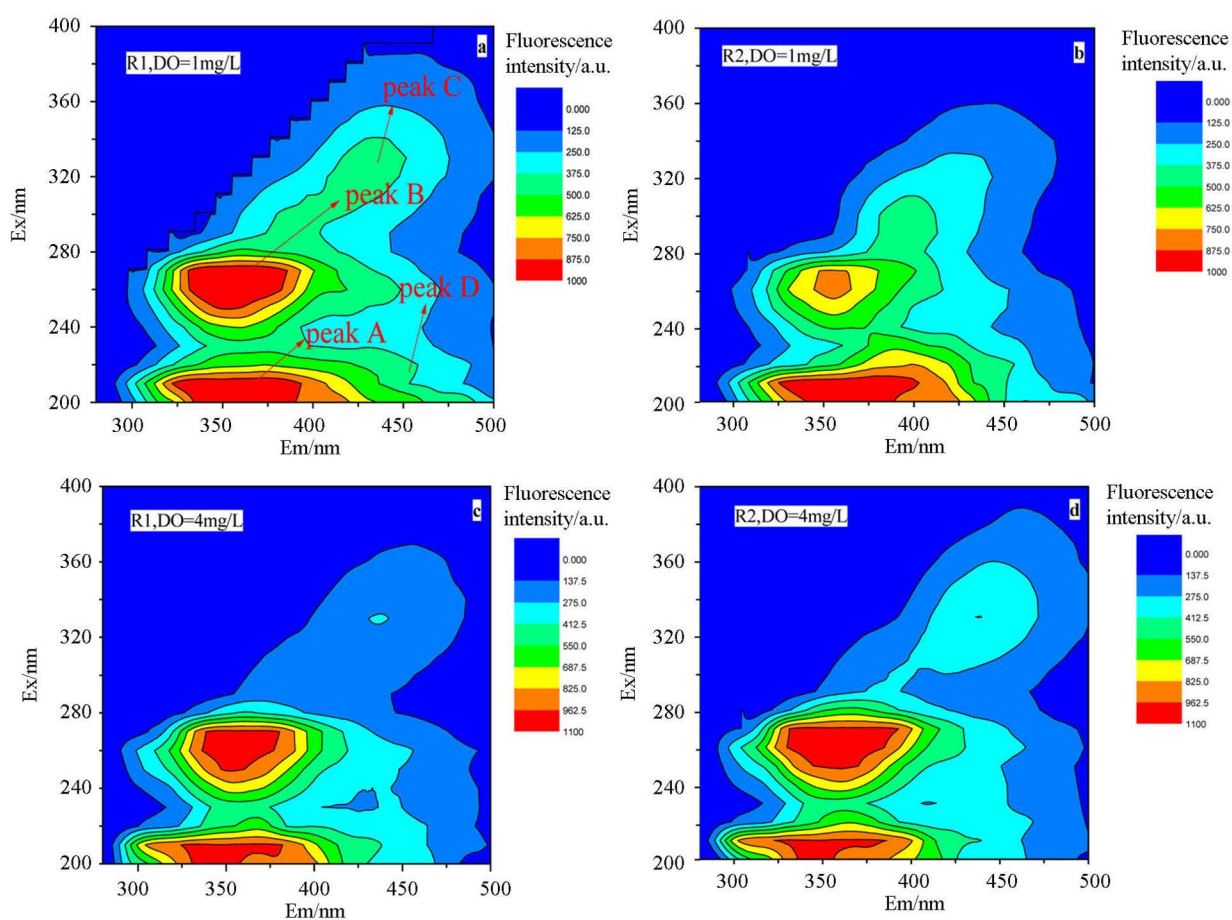 400
360
320
280
240
200
Ex/nm
300
350
400
450
500
Em/nm
R1,DO=1mg/L
a
peak C
peak B
peak D
peak A
Fluorescence
intensity/a.u.
0.000
125.0
250.0
375.0
500.0
625.0
750.0
875.0
1000
400
360
320
280
240
200
Ex/nm
300
350
400
450
500
Em/nm
R2,DO=1mg/L
b
Fluorescence
intensity/a.u.
0.000
125.0
250.0
375.0
500.0
625.0
750.0
875.0
1000
400
360
320
280
240
200
Ex/nm
300
350
400
450
500
Em/nm
R1,DO=4mg/L
c
Fluorescence
intensity/a.u.
0.000
137.5
275.0
412.5
550.0
687.5
825.0
962.5
1100
400
360
320
280
240
200
Ex/nm
300
350
400
450
500
Em/nm
R2,DO=4mg/L
d
Fluorescence
intensity/a.u.
0.000
137.5
275.0
412.5
550.0
687.5
825.0
962.5
1100